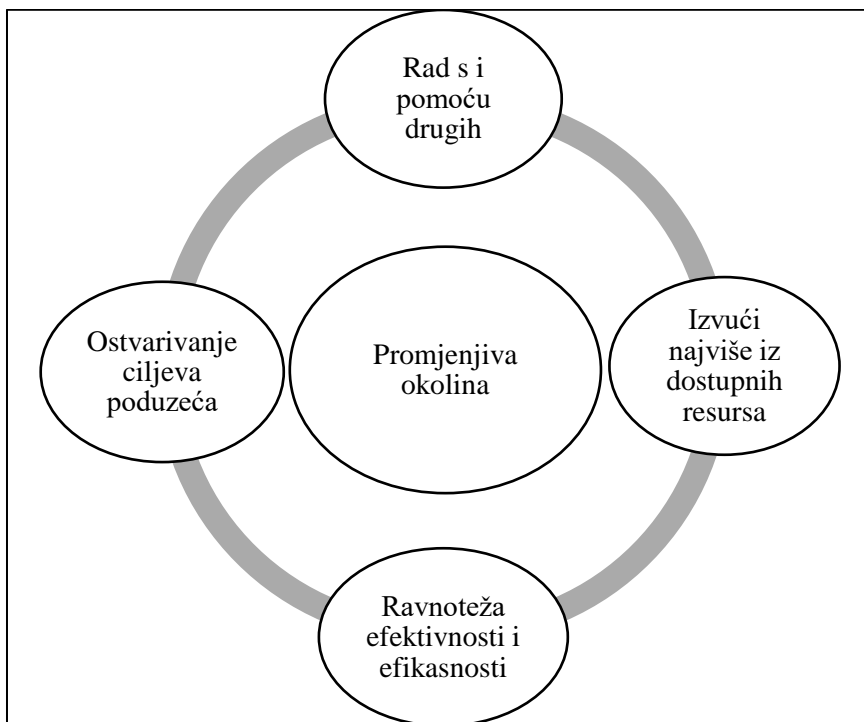 Rad s i
pomoću
drugih
Ostvarivanje
ciljeva
poduzeća
Promjenjiva
okolina
Izvući
najviše iz
dostupnih
resursa
Ravnoteža
efektivnosti i
efikasnosti